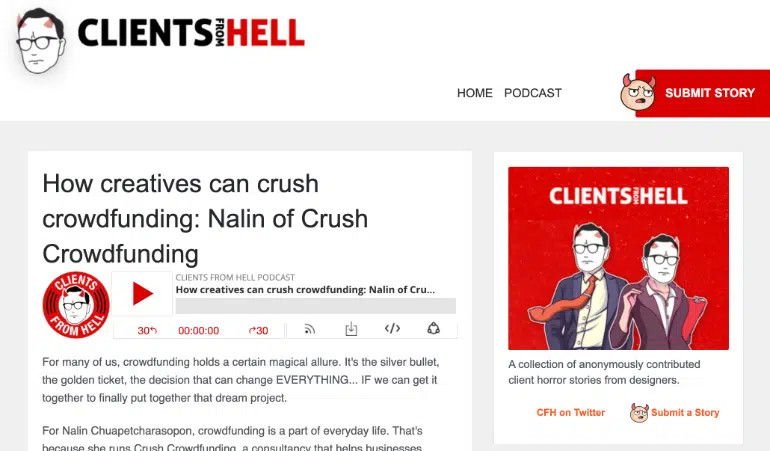 CLIENTS FROM HELL
HOME PODCAST SUBMIT STORY
How creatives can crush
crowdfunding: Nalin of Crush
Crowdfunding
CLIENTS
FROM HELL
CLIENTS FROM HELL PODCAST
How creatives can crush crowdfunding: Nalin of Cru...
30 00:00:00 30
For many of us, crowdfunding holds a certain magical allure. It's the silver bullet,
the golden ticket, the decision that can change EVERYTHING... IF we can get it
together to finally put together that dream project.
For Nalin Chuapetcharasopon, crowdfunding is a part of everyday life. That's
because she runs Crush Crowdfunding, a consultancy that helps businesses
CLIENTS FROM HELL
A collection of anonymously contributed
client horror stories from designers.
CFH on Twitter Submit a Story